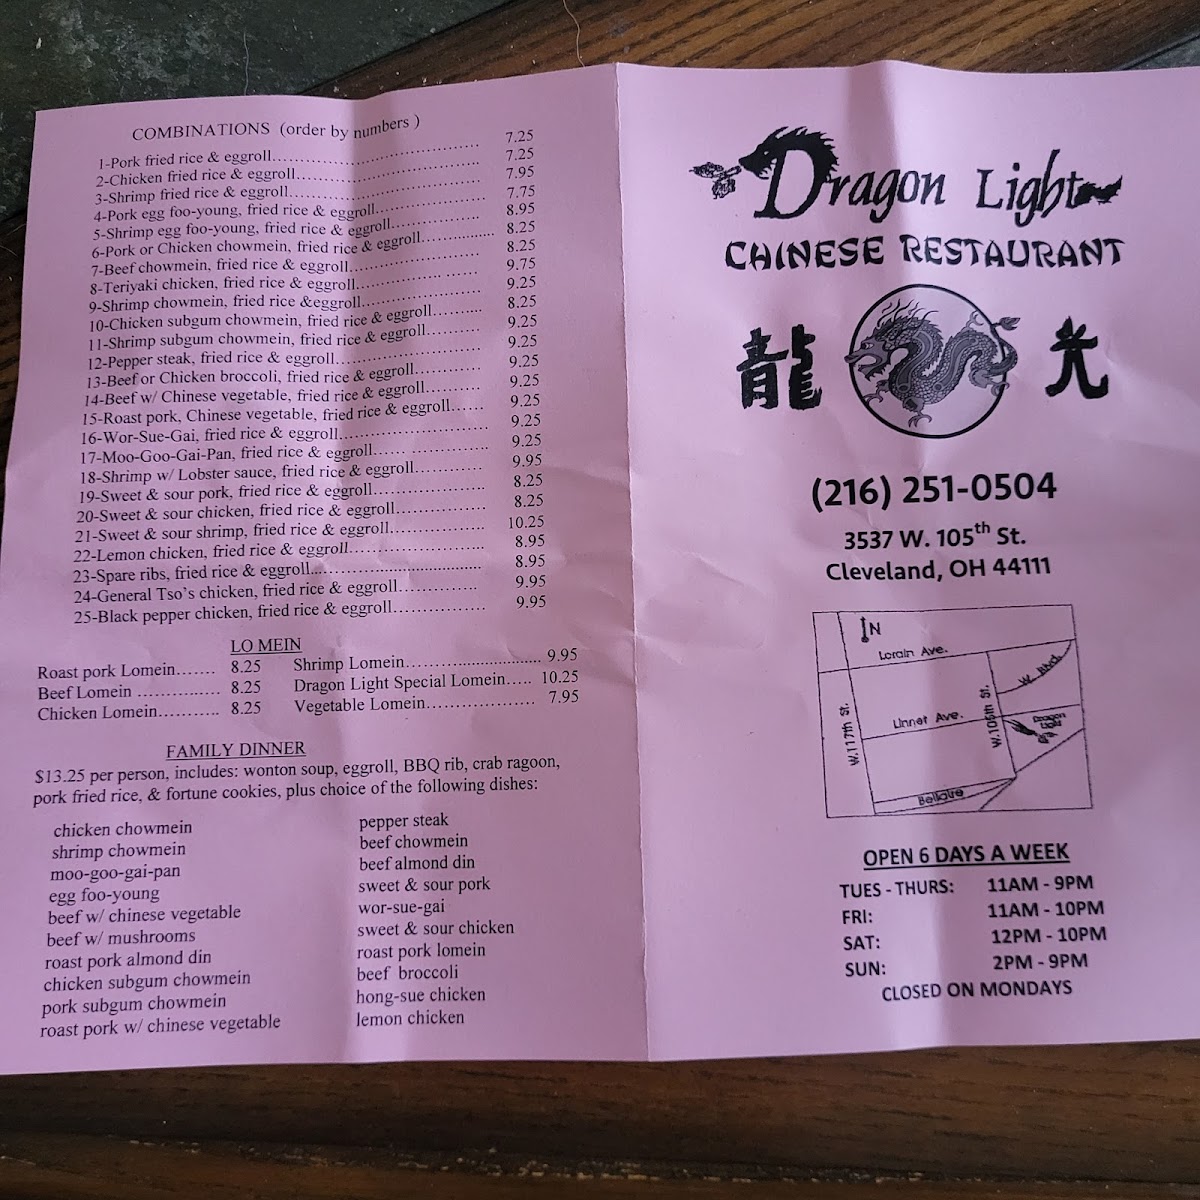 COMBINATIONS (order by numbers )
1-Pork fried rice & eggroll……………………………… 7.25
2-Chicken fried rice & eggroll…………………………… 7.25
3-Shrimp fried rice & eggroll…………………………… 7.95
4-Pork egg foo-young, fried rice & eggroll……………… 7.75
5-Shrimp egg foo-young, fried rice & eggroll…………… 8.95
6-Pork or Chicken chowmein, fried rice & eggroll………… 8.25
7-Beef chowmein, fried rice & eggroll…………………… 8.25
8-Teriyaki chicken, fried rice & eggroll………………… 9.75
9-Shrimp chowmein, fried rice &eggroll………………… 9.25
10-Chicken subgum chowmein, fried rice & eggroll……… 8.25
11-Shrimp subgum chowmein, fried rice & eggroll……… 9.25
12-Pepper steak, fried rice & eggroll…………………… 9.25
13-Beef or Chicken broccoli, fried rice & eggroll………… 9.25
14-Beef w/ Chinese vegetable, fried rice & eggroll……… 9.25
15-Roast pork, Chinese vegetable, fried rice & eggroll…… 9.25
16-Wor-Sue-Gai, fried rice & eggroll…………………… 9.25
17-Moo-Goo-Gai-Pan, fried rice & eggroll…… ………… 9.25
18-Shrimp w/ Lobster sauce, fried rice & eggroll………… 9.95
19-Sweet & sour pork, fried rice & eggroll……………… 8.25
20-Sweet & sour chicken, fried rice & eggroll…………… 8.25
21-Sweet & sour shrimp, fried rice & eggroll…………… 10.25
22-Lemon chicken, fried rice & eggroll………………… 8.95
23-Spare ribs, fried rice & eggroll……………………… 8.95
24-General Tso's chicken, fried rice & eggroll………… 9.95
25-Black pepper chicken, fried rice & eggroll………… 9.95
LO MEIN
Roast pork Lomein……. 8.25
Beef Lomein ………….. 8.25
Chicken Lomein……….. 8.25
Shrimp Lomein…………………… 9.95
Dragon Light Special Lomein….. 10.25
Vegetable Lomein……………… 7.95
FAMILY DINNER
$13.25 per person, includes: wonton soup, eggroll, BBQ rib, crab ragoon,
pork fried rice, & fortune cookies, plus choice of the following dishes:
chicken chowmein
shrimp chowmein
moo-goo-gai-pan
egg foo-young
beef w/ chinese vegetable
beef w/ mushrooms
roast pork almond din
chicken subgum chowmein
pork subgum chowmein
roast pork w/ chinese vegetable
pepper steak
beef chowmein
beef almond din
sweet & sour pork
wor-sue-gai
sweet & sour chicken
roast pork lomein
beef broccoli
hong-sue chicken
lemon chicken
Dragon Light
CHINESE RESTAURANT
龍 光
(216) 251-0504
3537 W. 105th St.
Cleveland, OH 44111
N
Lorain Ave.
W. Blvd.
W.117th St.
Linnet Ave.
W.105th St.
Dragon
Light
Bellaire
OPEN 6 DAYS A WEEK
TUES - THURS: 11AM - 9PM
FRI: 11AM - 10PM
SAT: 12PM - 10PM
SUN: 2PM - 9PM
CLOSED ON MONDAYS